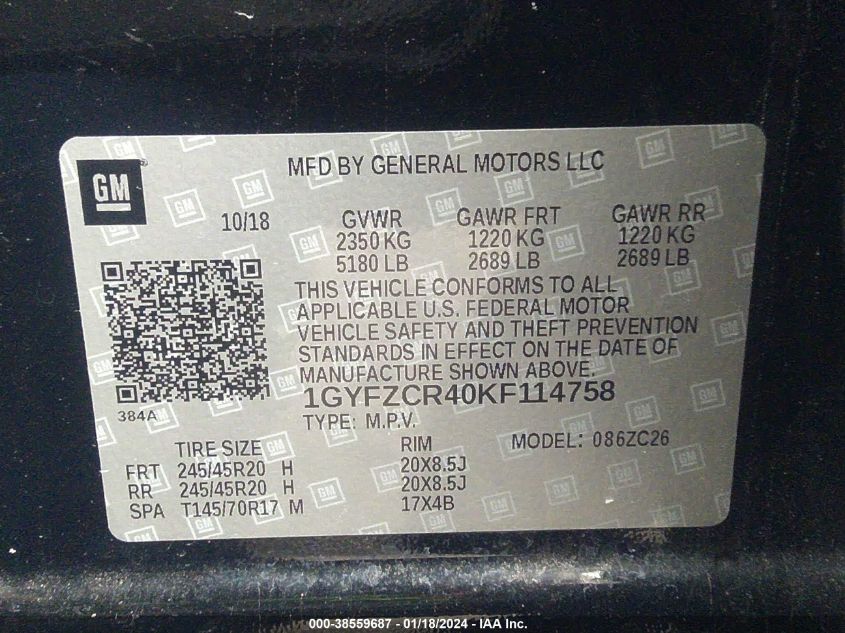 GM
MFD BY GENERAL MOTORS LLC
10/18 GVWR GAWR FRT GAWR RR
2350 KG 1220 KG 1220 KG
5180 LB 2689 LB 2689 LB
THIS VEHICLE CONFORMS TO ALL
APPLICABLE U.S. FEDERAL MOTOR
VEHICLE SAFETY AND THEFT PREVENTION
STANDARDS IN EFFECT ON THE DATE OF
MANUFACTURE SHOWN ABOVE.
1GYFZCR40KF114758
384A
TYPE: M.P.V.
TIRE SIZE RIM MODEL: 086ZC26
FRT 245/45R20 H 20X8.5J
RR 245/45R20 H 20X8.5J
SPA T145/70R17 M 17X4B
000-38559687 - 01/18/2024 - IAA Inc.